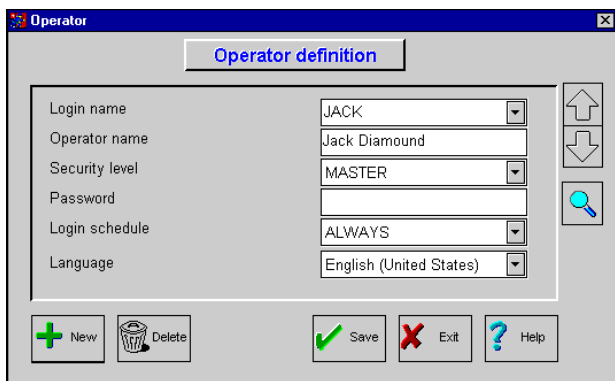 Operator
Operator definition
Login name JACK
Operator name Jack Diamound
Security level MASTER
Password
Login schedule ALWAYS
Language English (United States)
New Delete Save Exit Help